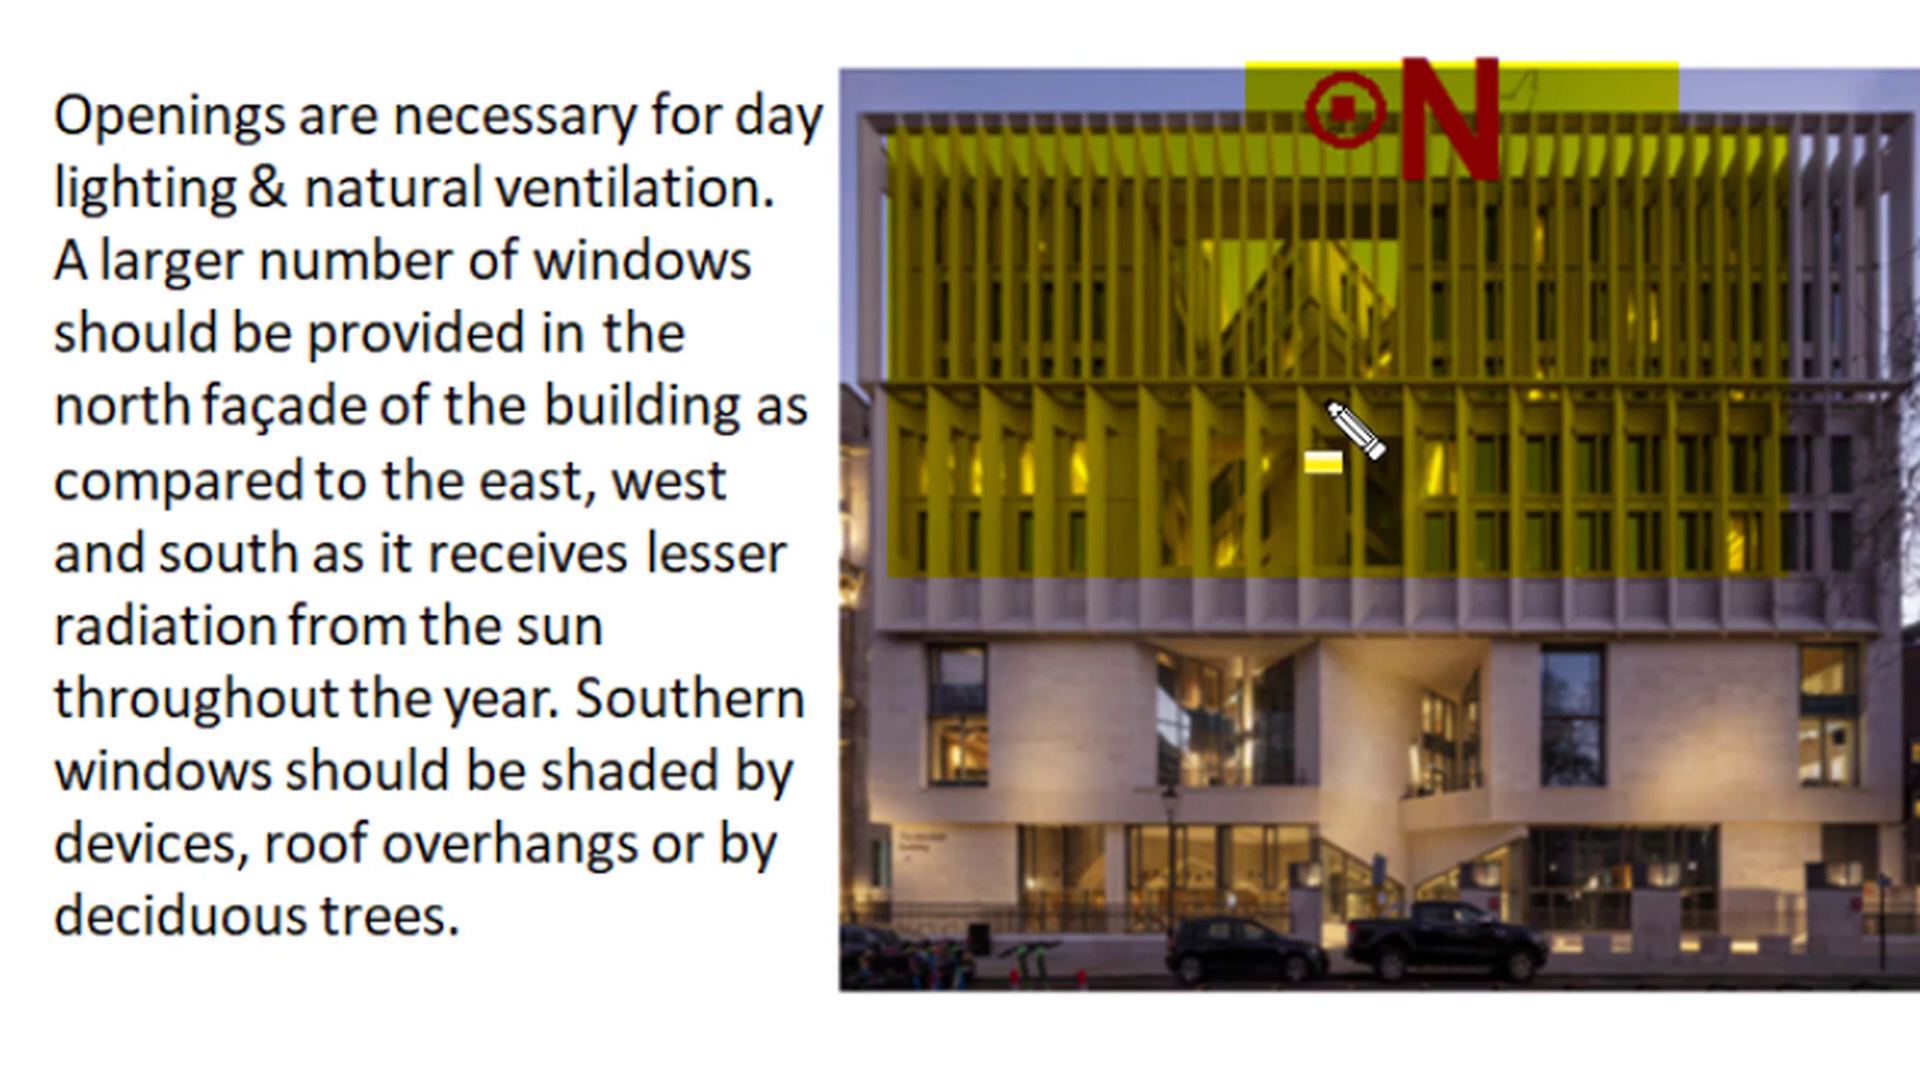 Openings are necessary for day
lighting & natural ventilation.
A larger number of windows
should be provided in the
north façade of the building as
compared to the east, west
and south as it receives lesser
radiation from the sun
throughout the year. Southern
windows should be shaded by
devices, roof overhangs or by
deciduous trees.
N